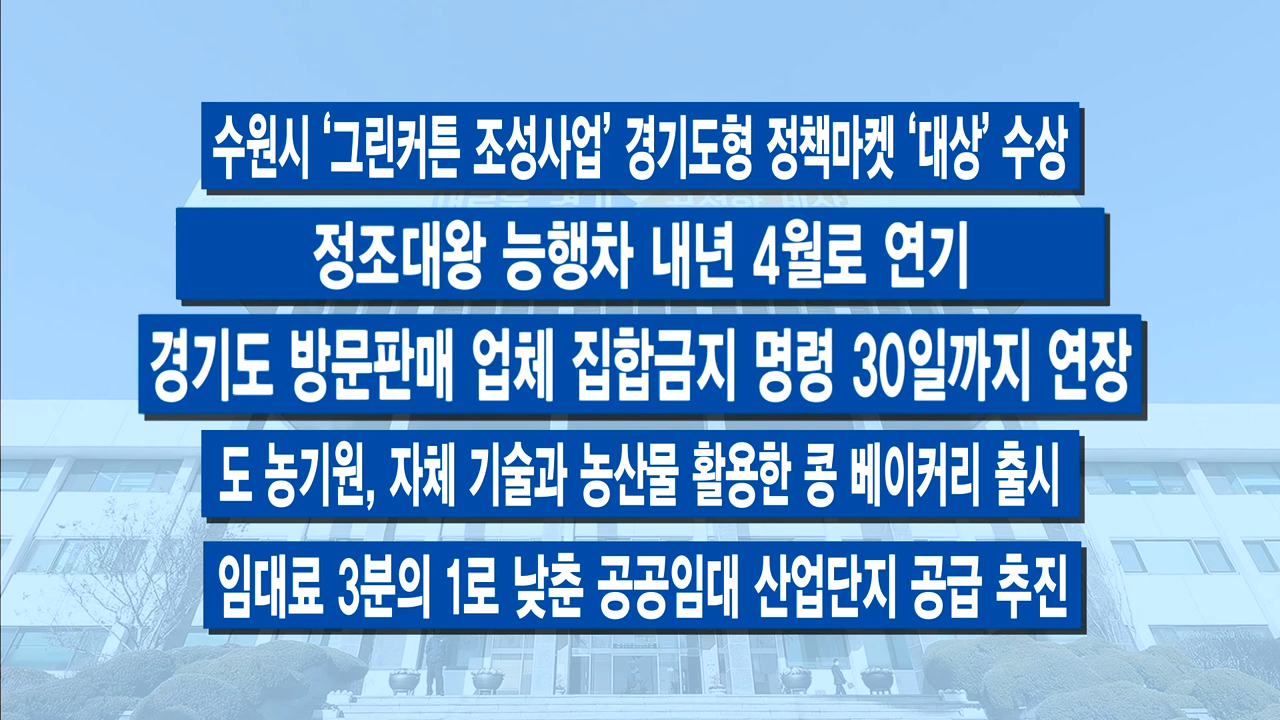 수원시 ‘그린커튼 조성사업’ 경기도형 정책마켓 ‘대상’ 수상
정조대왕 능행차 내년 4월로 연기
경기도 방문판매 업체 집합금지 명령 30일까지 연장
도 농기원, 자체 기술과 농산물 활용한 콩 베이커리 출시
임대료 3분의 1로 낮춘 공공임대 산업단지 공급 추진